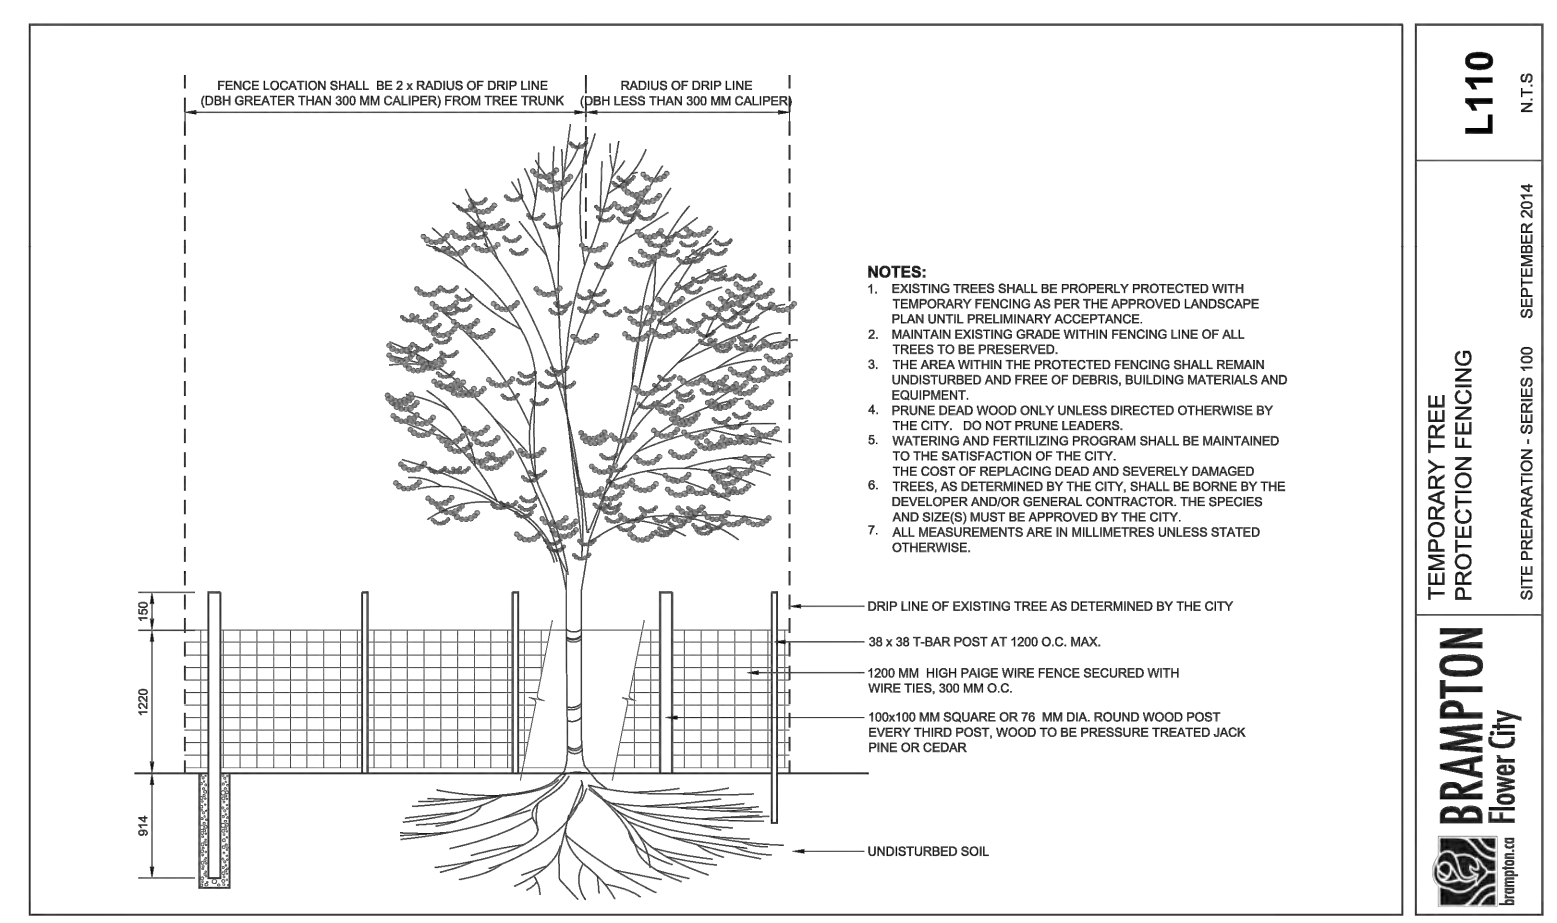 FENCE LOCATION SHALL BE 2 x RADIUS OF DRIP LINE
(DBH GREATER THAN 300 MM CALIPER) FROM TREE TRUNK
RADIUS OF DRIP LINE
(DBH LESS THAN 300 MM CALIPER)
NOTES:
1. EXISTING TREES SHALL BE PROPERLY PROTECTED WITH
TEMPORARY FENCING AS PER THE APPROVED LANDSCAPE
PLAN UNTIL PRELIMINARY ACCEPTANCE.
2. MAINTAIN EXISTING GRADE WITHIN FENCING LINE OF ALL
TREES TO BE PRESERVED.
3. THE AREA WITHIN THE PROTECTED FENCING SHALL REMAIN
UNDISTURBED AND FREE OF DEBRIS, BUILDING MATERIALS AND
EQUIPMENT.
4. PRUNE DEAD WOOD ONLY UNLESS DIRECTED OTHERWISE BY
THE CITY. DO NOT PRUNE LEADERS.
5. WATERING AND FERTILIZING PROGRAM SHALL BE MAINTAINED
TO THE SATISFACTION OF THE CITY.
THE COST OF REPLACING DEAD AND SEVERELY DAMAGED
6. TREES, AS DETERMINED BY THE CITY, SHALL BE BORNE BY THE
DEVELOPER AND/OR GENERAL CONTRACTOR. THE SPECIES
AND SIZE(S) MUST BE APPROVED BY THE CITY.
7. ALL MEASUREMENTS ARE IN MILLIMETRES UNLESS STATED
OTHERWISE.
150
1220
914
DRIP LINE OF EXISTING TREE AS DETERMINED BY THE CITY
38 x 38 T-BAR POST AT 1200 O.C. MAX.
1200 MM HIGH PAIGE WIRE FENCE SECURED WITH
WIRE TIES, 300 MM O.C.
100x100 MM SQUARE OR 76 MM DIA. ROUND WOOD POST
EVERY THIRD POST, WOOD TO BE PRESSURE TREATED JACK
PINE OR CEDAR
UNDISTURBED SOIL
L110
N.T.S
TEMPORARY TREE
PROTECTION FENCING
SITE PREPARATION - SERIES 100 SEPTEMBER 2014
BRAMPTON
Flower City
brampton.ca